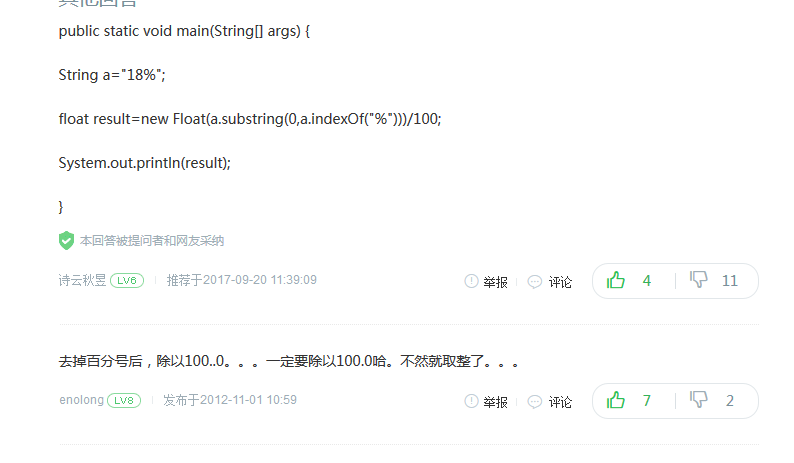 其他回答
public static void main(String[] args) {
String a="18%";
float result=new Float(a.substring(0,a.indexOf("%")))/100;
System.out.println(result);
}
本回答被提问者和网友采纳
诗云秋昱 LV6 推荐于2017-09-20 11:39:09 举报 评论 4 11
去掉百分号后，除以100..0。。。一定要除以100.0哈。不然就取整了。。。
enolong LV8 发布于2012-11-01 10:59 举报 评论 7 2